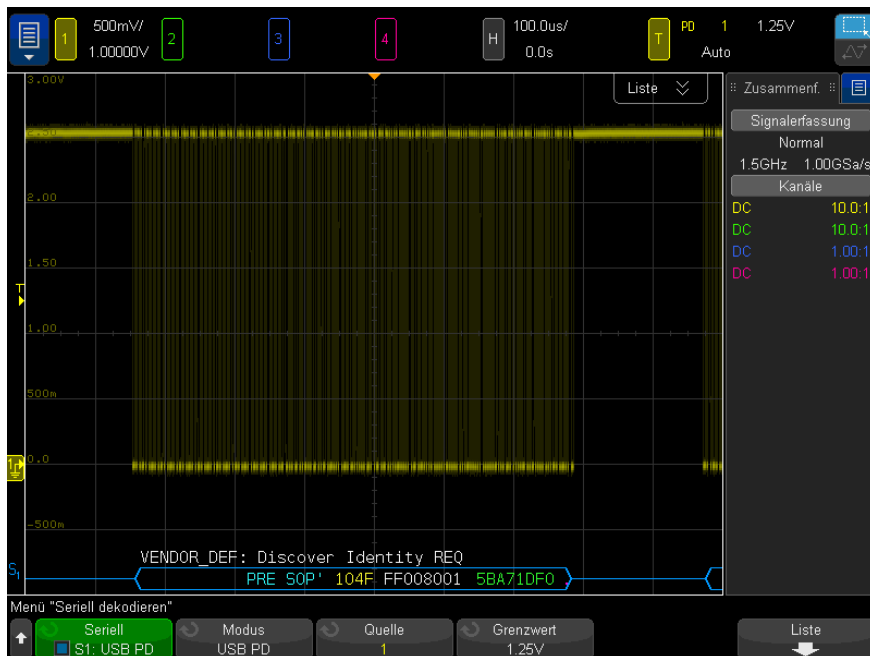 1 500mV/ 2 3 4 H 100.0us/ T PD 1 1.25V
1.00000V 0.0s Auto
3.00V
Liste
Zusammenf.
Signalerfassung
Normal
1.5GHz 1.00GSa/s
Kanäle
DC 10.0:1
DC 10.0:1
DC 1.00:1
DC 1.00:1
2.50
2.00
1.50
T
1.00
500m
1 0.0
-500m
VENDOR_DEF: Discover Identity REQ
S1 PRE SOP' 104F FF008001 5BA71DF0
Menü "Seriell dekodieren"
Seriell Modus Quelle Grenzwert Liste
S1: USB PD USB PD 1 1.25V